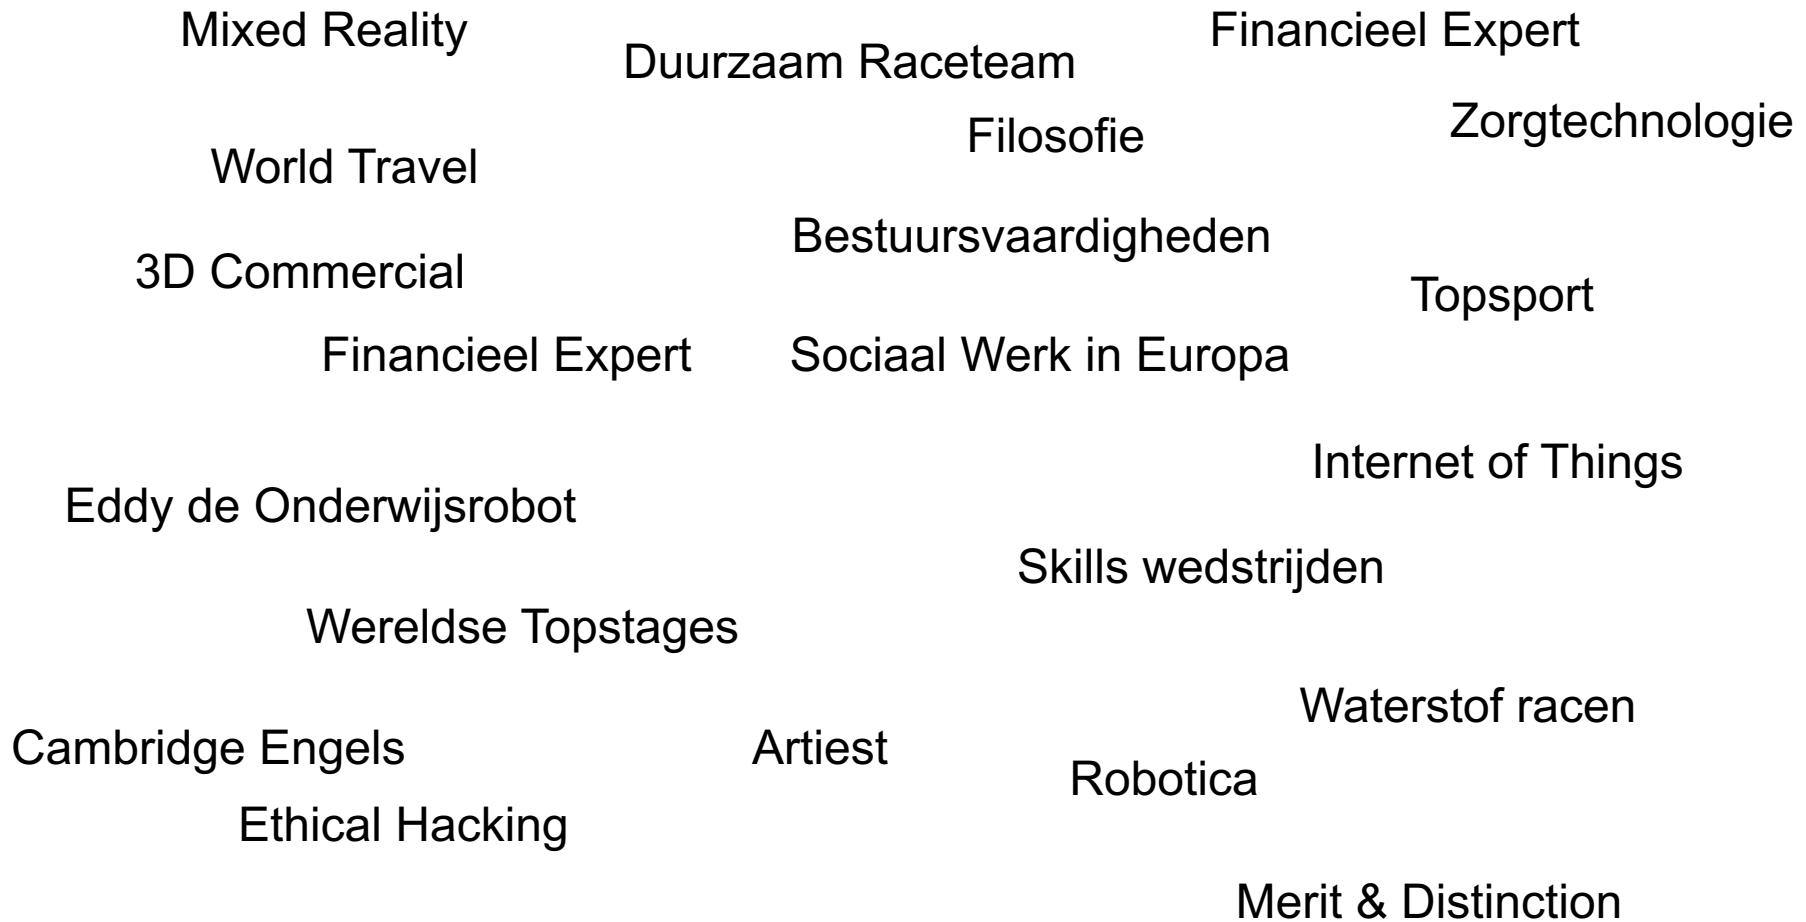 Mixed Reality
Financieel Expert
Duurzaam Raceteam
Zorgtechnologie
Filosofie
World Travel
Bestuursvaardigheden
3D Commercial
Topsport
Financieel Expert
Sociaal Werk in Europa
Internet of Things
Eddy de Onderwijsrobot
Skills wedstrijden
Wereldse Topstages
Waterstof racen
Cambridge Engels
Artiest
Robotica
Ethical Hacking
Merit & Distinction